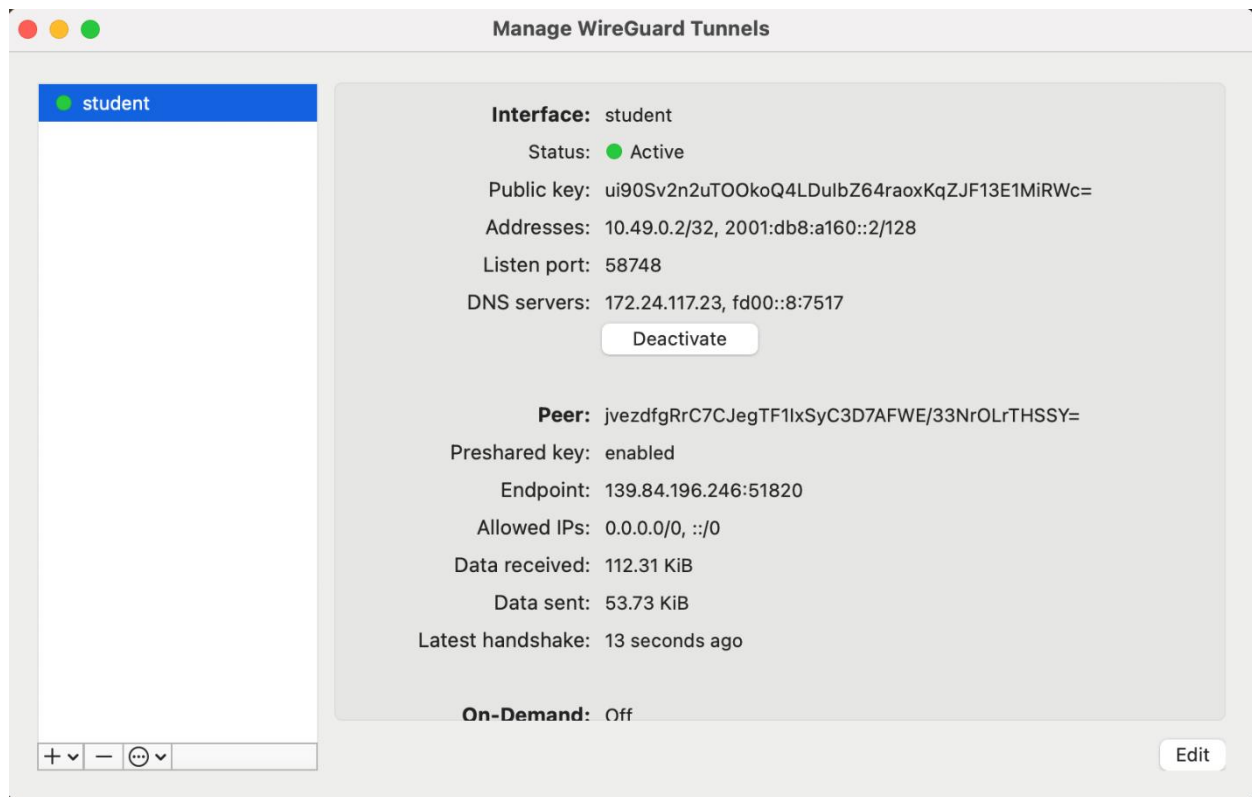 Manage WireGuard Tunnels
student
Interface: student
Status: Active
Public key: ui90Sv2n2uTOOkoQ4LDuIbZ64raoxKqZJF13E1MiRWc=
Addresses: 10.49.0.2/32, 2001:db8:a160::2/128
Listen port: 58748
DNS servers: 172.24.117.23, fd00::8:7517
Deactivate
Peer: jvezdfgRrC7CJegTF1IxSyC3D7AFWE/33NrOLrTHSSY=
Preshared key: enabled
Endpoint: 139.84.196.246:51820
Allowed IPs: 0.0.0.0/0, ::/0
Data received: 112.31 KiB
Data sent: 53.73 KiB
Latest handshake: 13 seconds ago
On-Demand: Off
Edit